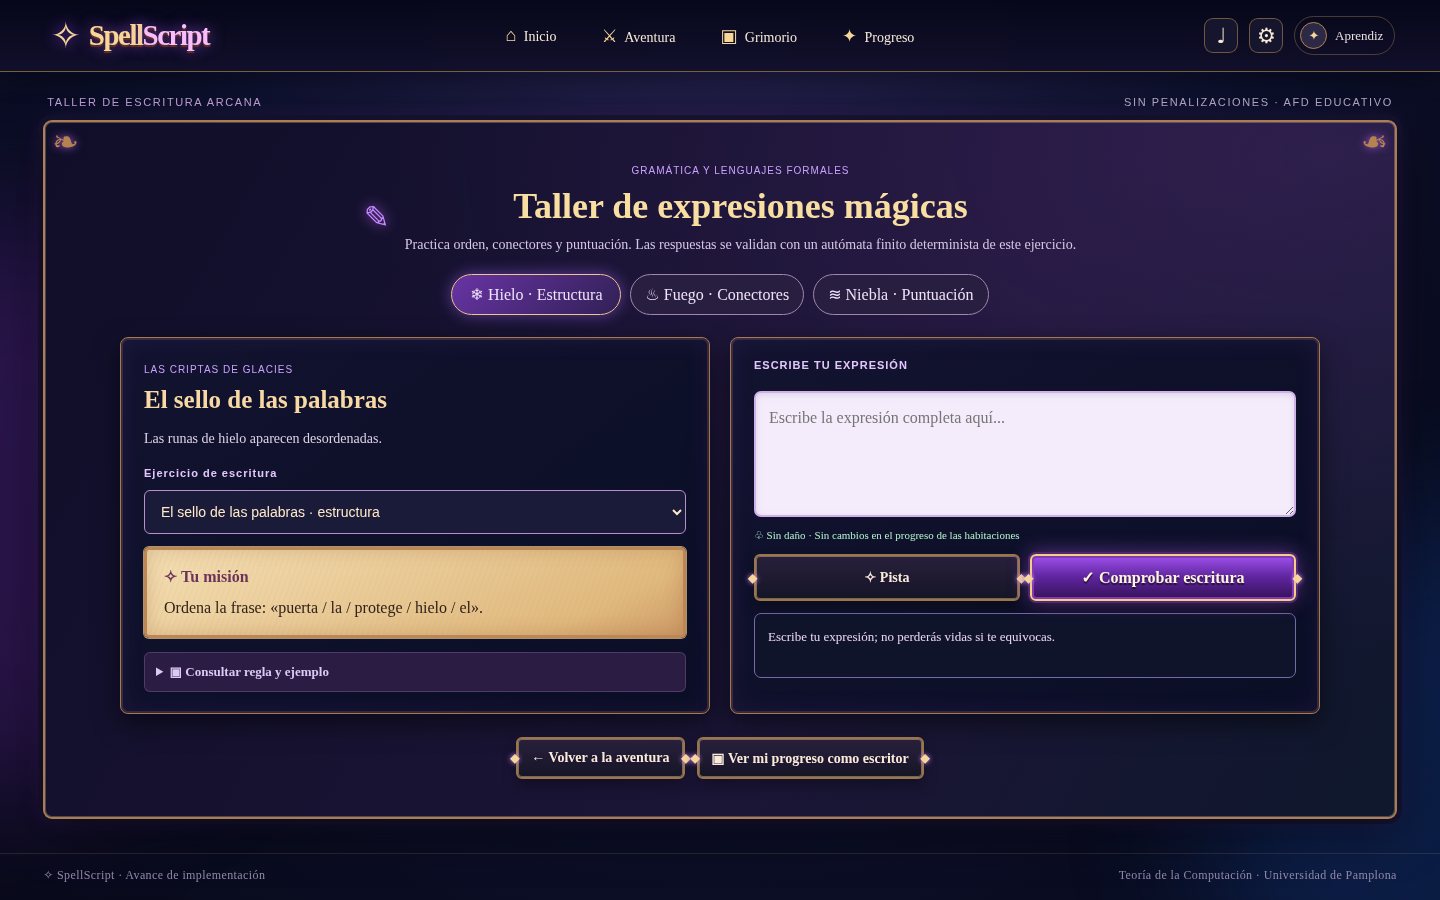 ✧ SpellScript
⌂ Inicio
⚔ Aventura
▣ Grimorio
✦ Progreso
♩
⚙
✦ Aprendiz
TALLER DE ESCRITURA ARCANA
SIN PENALIZACIONES · AFD EDUCATIVO
GRAMÁTICA Y LENGUAJES FORMALES
✎ Taller de expresiones mágicas
Practica orden, conectores y puntuación. Las respuestas se validan con un autómata finito determinista de este ejercicio.
❄ Hielo · Estructura
♨ Fuego · Conectores
≋ Niebla · Puntuación
LAS CRIPTAS DE GLACIES
El sello de las palabras
Las runas de hielo aparecen desordenadas.
Ejercicio de escritura
El sello de las palabras · estructura
✧ Tu misión
Ordena la frase: «puerta / la / protege / hielo / el».
▶ ▣ Consultar regla y ejemplo
ESCRIBE TU EXPRESIÓN
Escribe la expresión completa aquí...
♧ Sin daño · Sin cambios en el progreso de las habitaciones
✧ Pista
✓ Comprobar escritura
Escribe tu expresión; no perderás vidas si te equivocas.
← Volver a la aventura
▣ Ver mi progreso como escritor
✧ SpellScript · Avance de implementación
Teoría de la Computación · Universidad de Pamplona